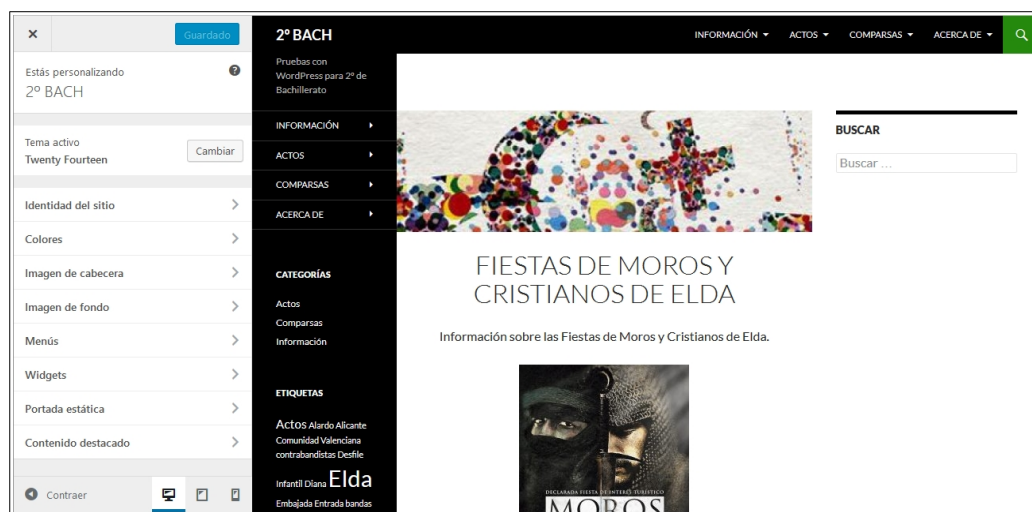 Guardado
Estás personalizando
2º BACH
Tema activo
Twenty Fourteen
Cambiar
Identidad del sitio
Colores
Imagen de cabecera
Imagen de fondo
Menús
Widgets
Portada estática
Contenido destacado
Contraer
2º BACH
INFORMACIÓN
ACTOS
COMPARSAS
ACERCA DE
Pruebas con
WordPress para 2º de
Bachillerato
INFORMACIÓN
ACTOS
COMPARSAS
ACERCA DE
CATEGORÍAS
Actos
Comparsas
Información
ETIQUETAS
Actos Alardo Alicante
Comunidad Valenciana
contrabandistas Desfile
Infantil Diana Elda
Embajada Entrada bandas
FIESTAS DE MOROS Y
CRISTIANOS DE ELDA
Información sobre las Fiestas de Moros y Cristianos de Elda.
DECLARADA FIESTA DE INTERÉS TURÍSTICO
MOROS
BUSCAR
Buscar ...